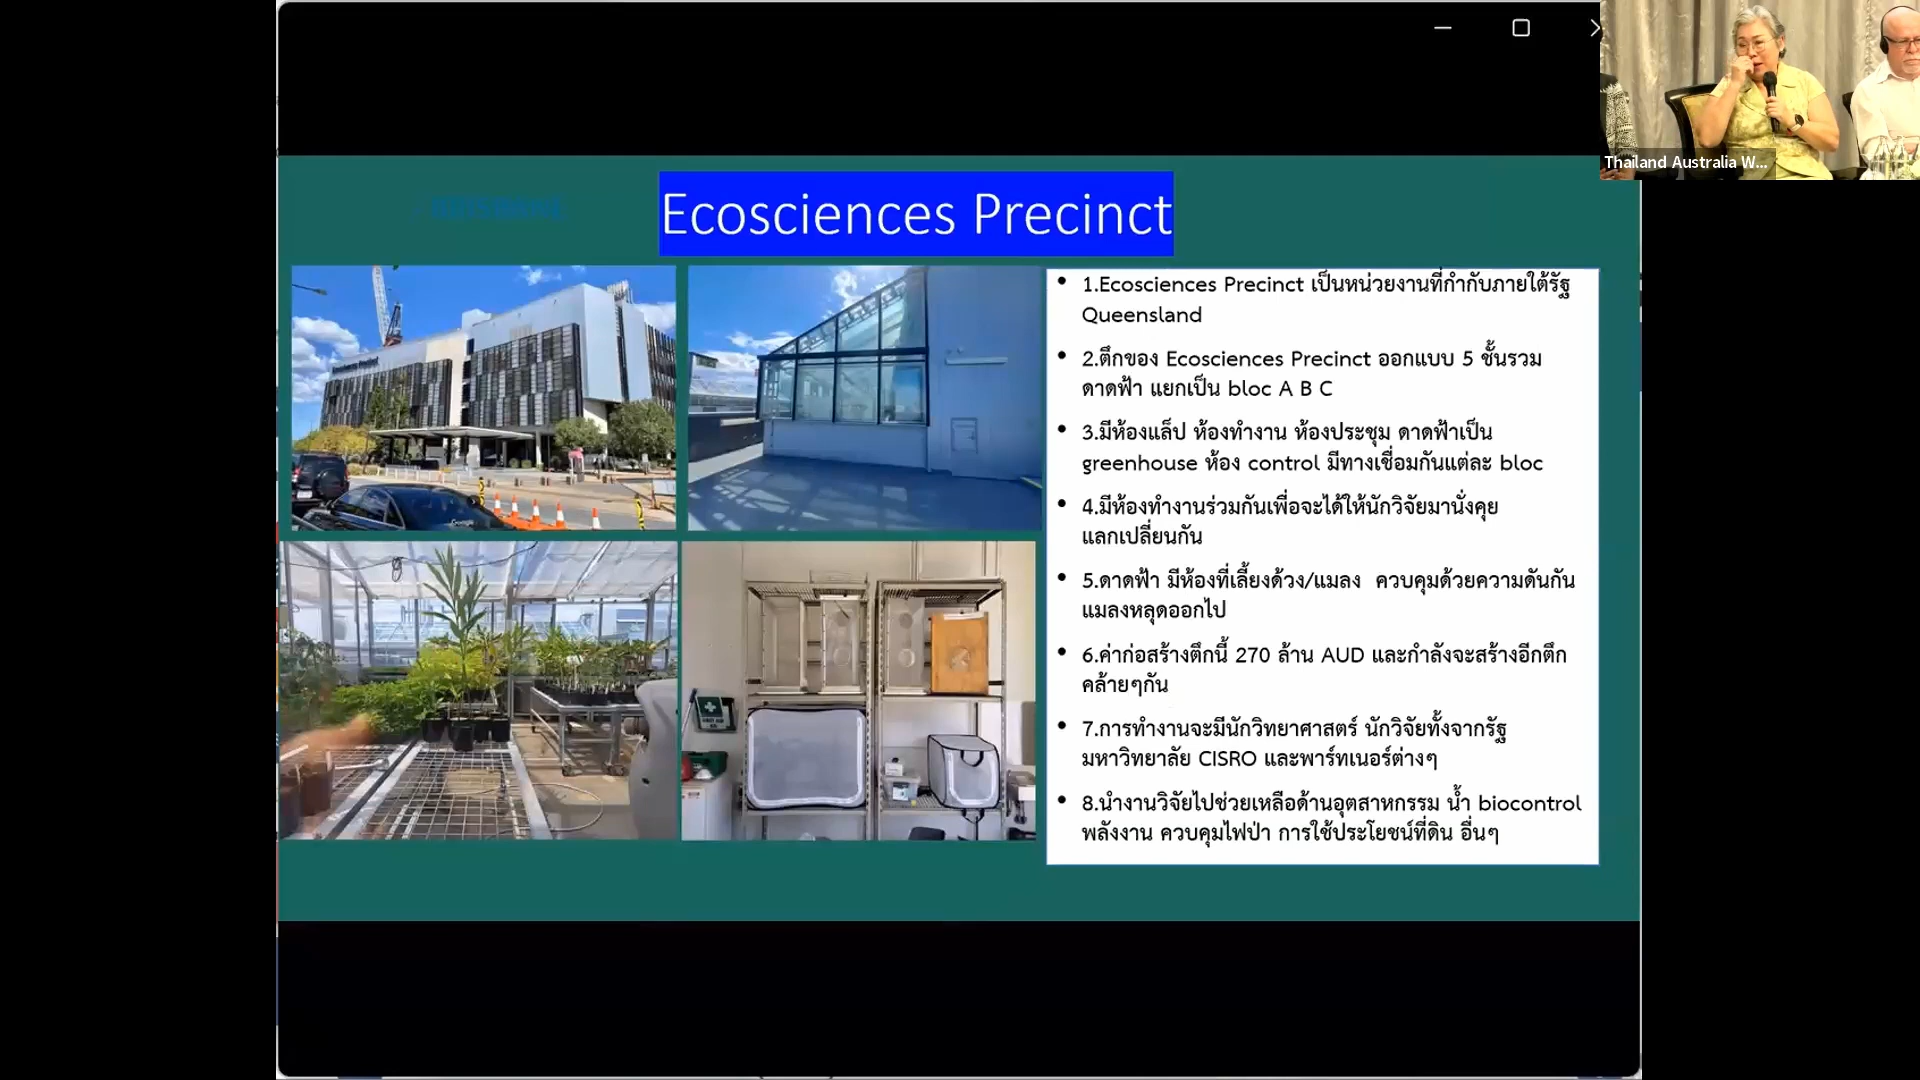 Thailand Australia W...
Ecosciences Precinct
• 1.Ecosciences Precinct เป็นหน่วยงานที่กำกับภายใต้รัฐ
Queensland
• 2.ตึกของ Ecosciences Precinct ออกแบบ 5 ชั้นรวม
ดาดฟ้า แยกเป็น bloc A B C
• 3.มีห้องแล็ป ห้องทำงาน ห้องประชุม ดาดฟ้าเป็น
greenhouse ห้อง control มีทางเชื่อมกันแต่ละ bloc
• 4.มีห้องทำงานร่วมกันเพื่อจะได้ให้นักวิจัยมานั่งคุย
แลกเปลี่ยนกัน
• 5.ดาดฟ้า มีห้องที่เลี้ยงด้วง/แมลง ควบคุมด้วยความดันกัน
แมลงหลุดออกไป
• 6.ค่าก่อสร้างตึกนี้ 270 ล้าน AUD และกำลังจะสร้างอีกตึก
คล้ายๆกัน
• 7.การทำงานจะมีนักวิทยาศาสตร์ นักวิจัยทั้งจากรัฐ
มหาวิทยาลัย CISRO และพาร์ทเนอร์ต่างๆ
• 8.นำงานวิจัยไปช่วยเหลือด้านอุตสาหกรรม น้ำ biocontrol
พลังงาน ควบคุมไฟป่า การใช้ประโยชน์ที่ดิน อื่นๆ